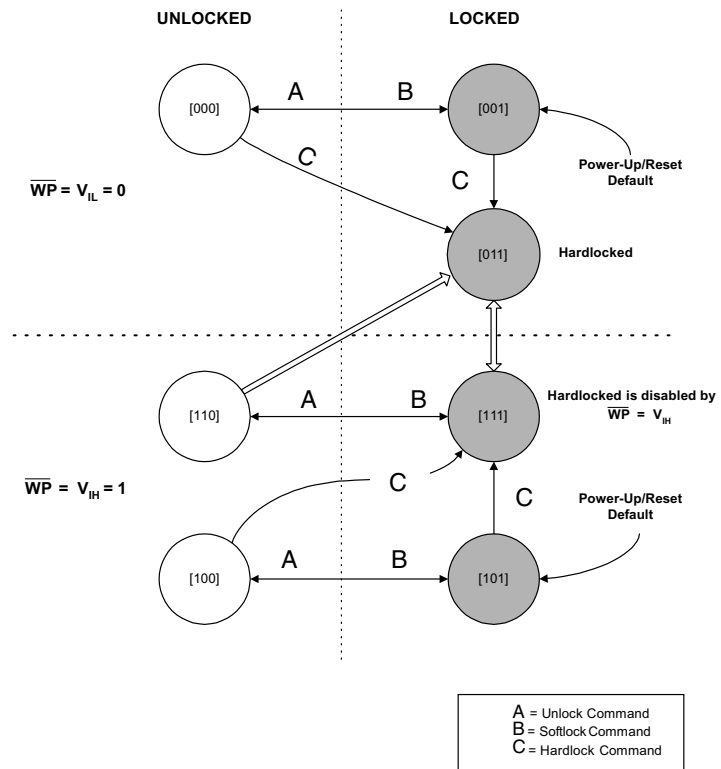 UNLOCKED LOCKED
[000] A B [001]
C
C
Power-Up/Reset
Default
WP = VIL = 0
[011] Hardlocked
[110] A B [111]
Hardlocked is disabled by
WP = VIH
C
WP = VIH = 1
C
Power-Up/Reset
Default
[100] A B [101]
A = Unlock Command
B = Softlock Command
C = Hardlock Command